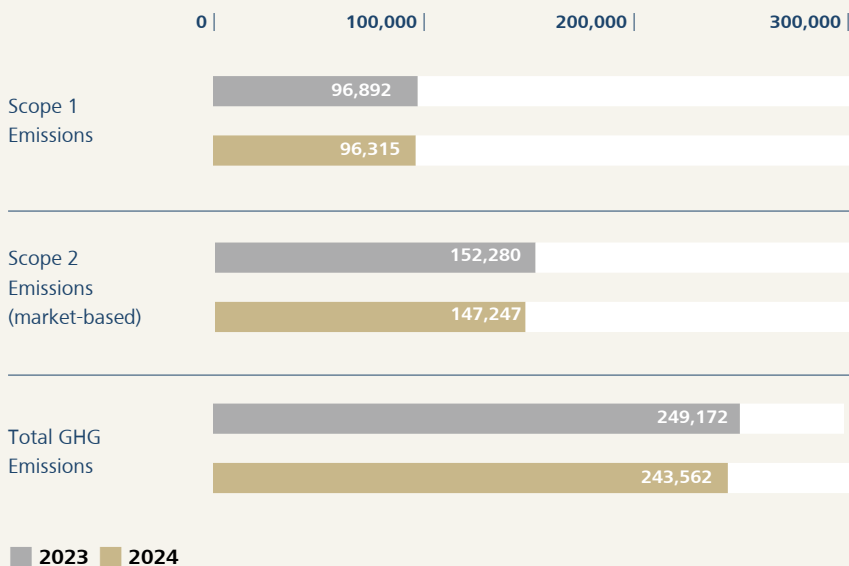 0 100,000 200,000 300,000
96,892
Scope 1
Emissions
96,315
152,280
Scope 2
Emissions
(market-based)
147,247
249,172
Total GHG
Emissions
243,562
2023 2024